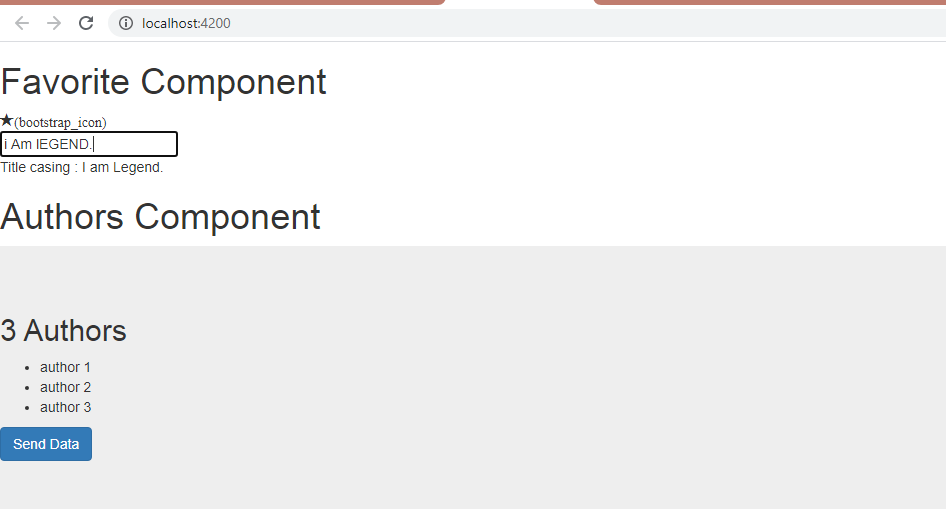 localhost:4200
Favorite Component
★(bootstrap_icon)
i Am lEGEND.
Title casing : I am Legend.
Authors Component
3 Authors
• author 1
• author 2
• author 3
Send Data